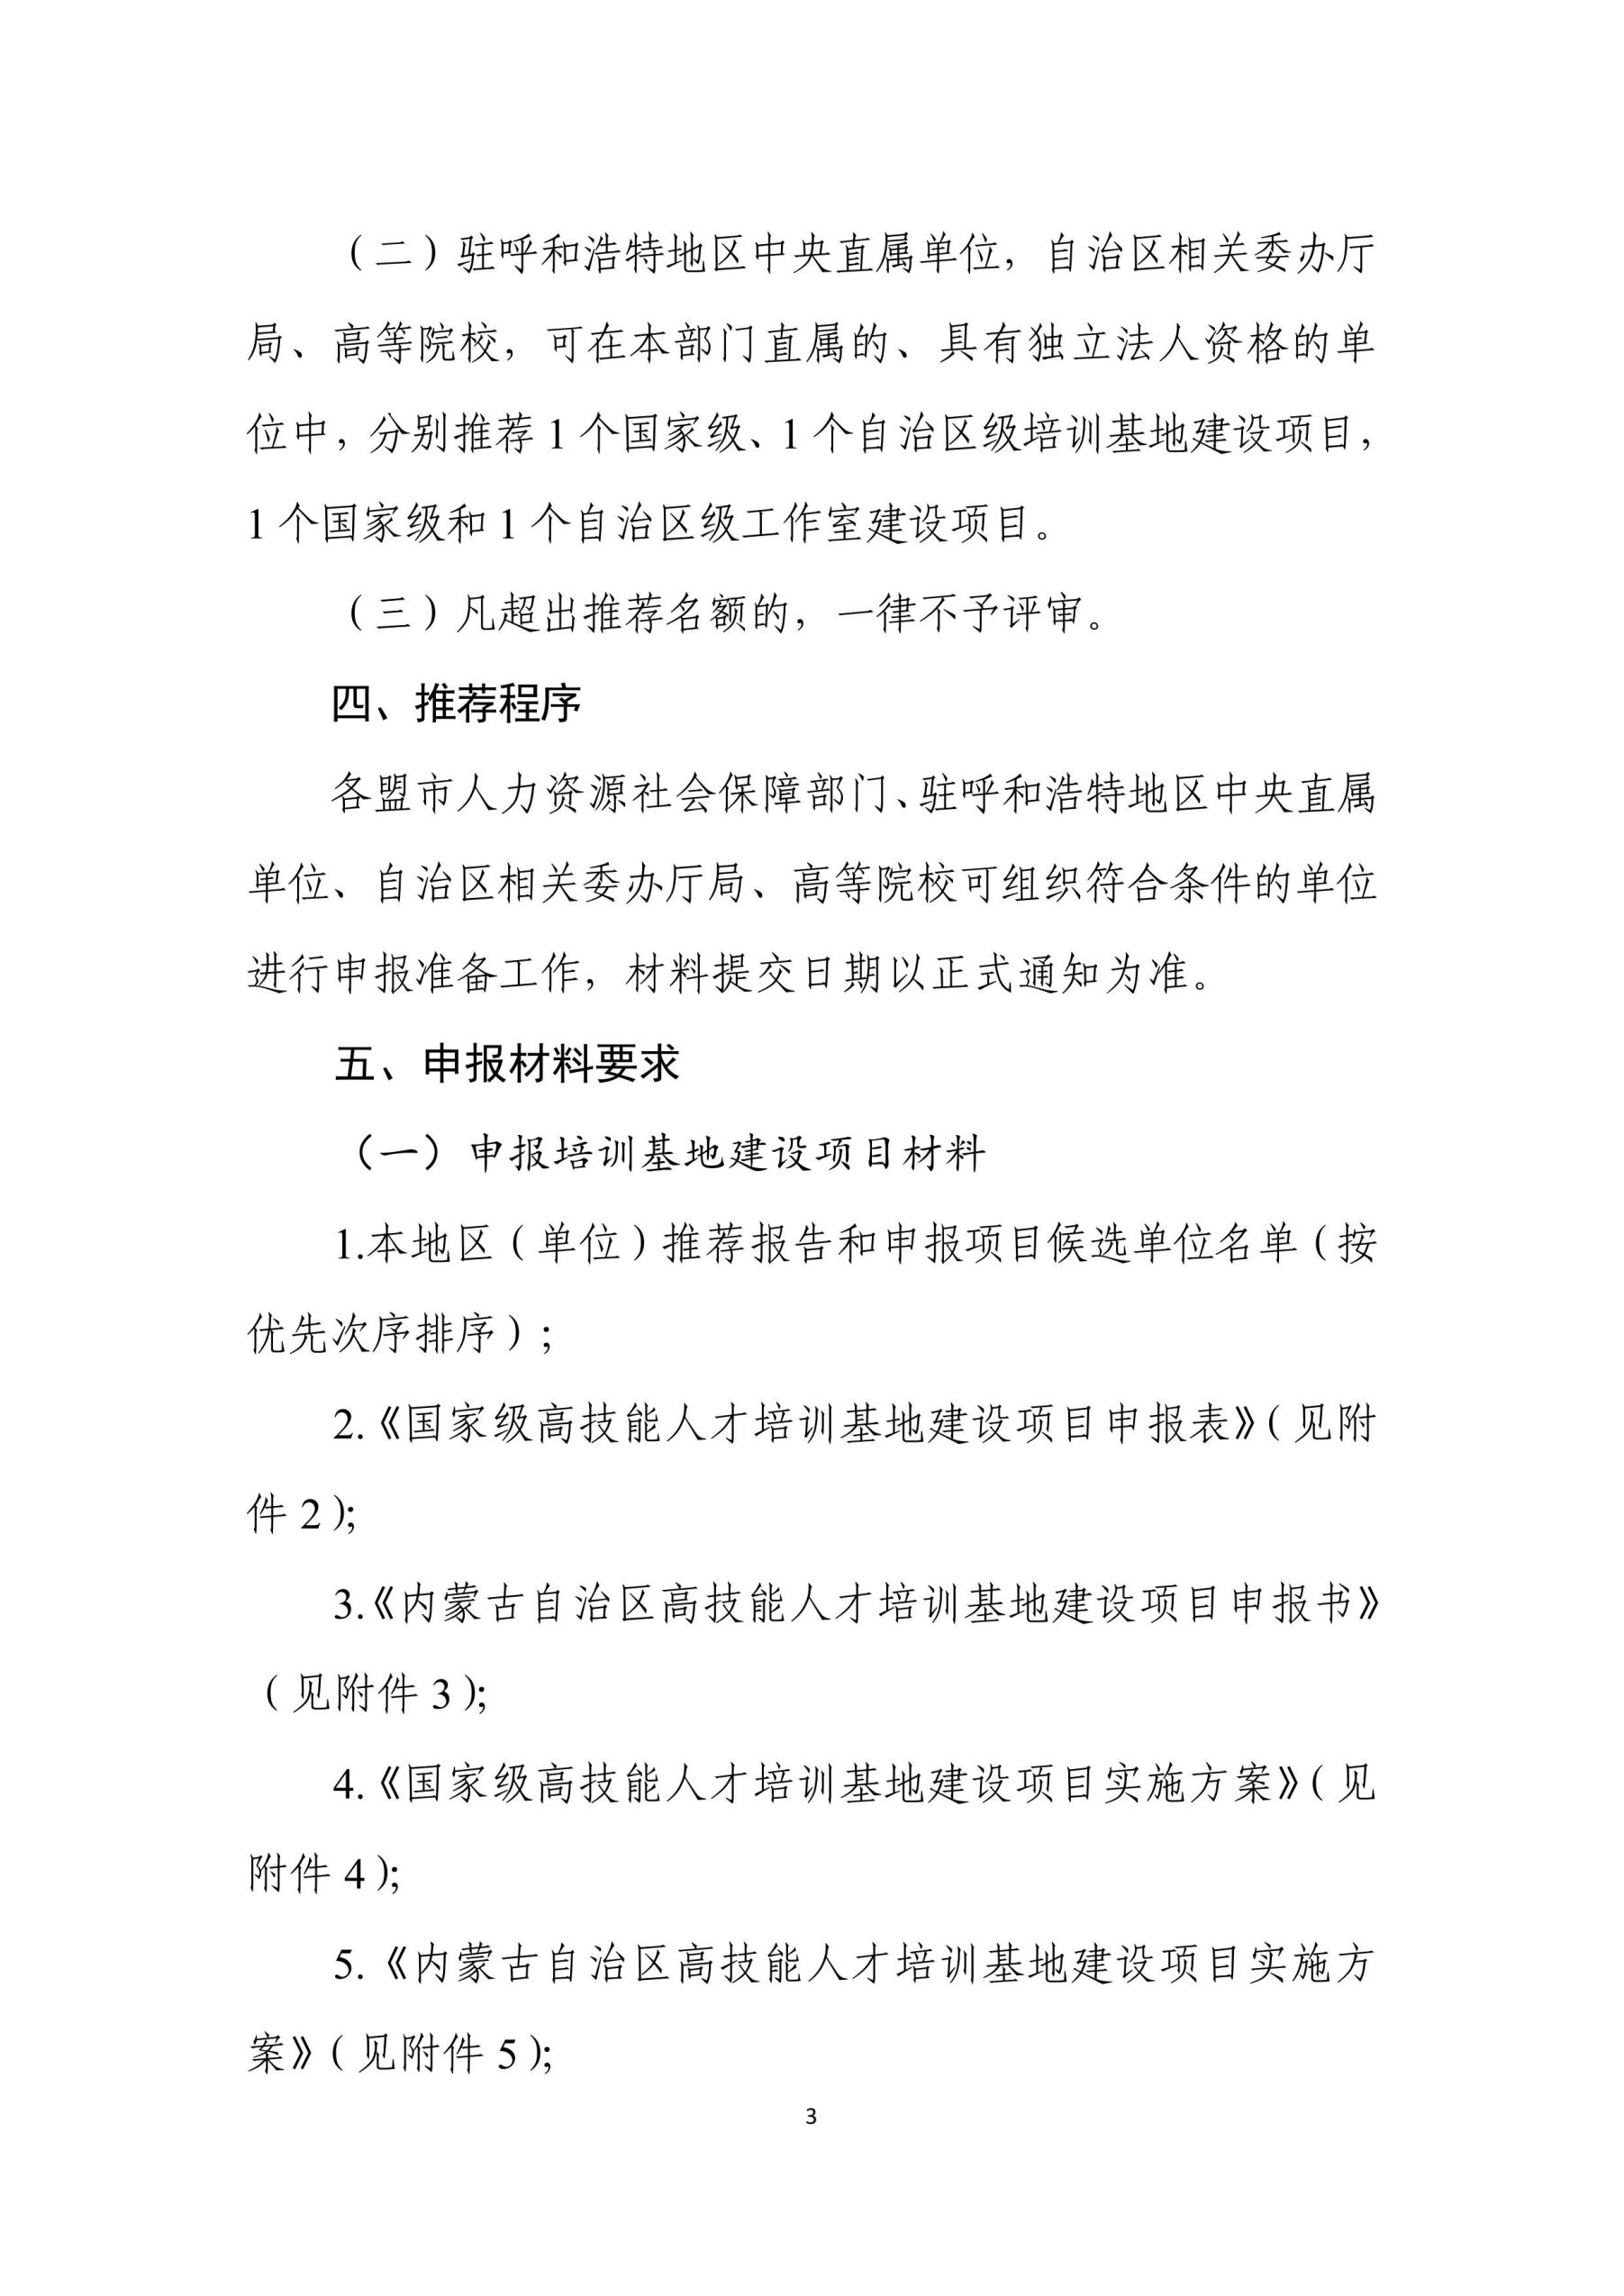 （二）驻呼和浩特地区中央直属单位，自治区相关委办厅
局、高等院校，可在本部门直属的、具有独立法人资格的单
位中，分别推荐 1 个国家级、1 个自治区级培训基地建设项目，
1 个国家级和 1 个自治区级工作室建设项目。
（三）凡超出推荐名额的，一律不予评审。
四、推荐程序
各盟市人力资源社会保障部门、驻呼和浩特地区中央直属
单位、自治区相关委办厅局、高等院校可组织符合条件的单位
进行申报准备工作，材料提交日期以正式通知为准。
五、申报材料要求
（一）申报培训基地建设项目材料
1.本地区（单位）推荐报告和申报项目候选单位名单（按
优先次序排序）；
2.《国家级高技能人才培训基地建设项目申报表》（见附
件 2）；
3.《内蒙古自治区高技能人才培训基地建设项目申报书》
（见附件 3）；
4.《国家级高技能人才培训基地建设项目实施方案》（见
附件 4）；
5.《内蒙古自治区高技能人才培训基地建设项目实施方
案》（见附件 5）；
3